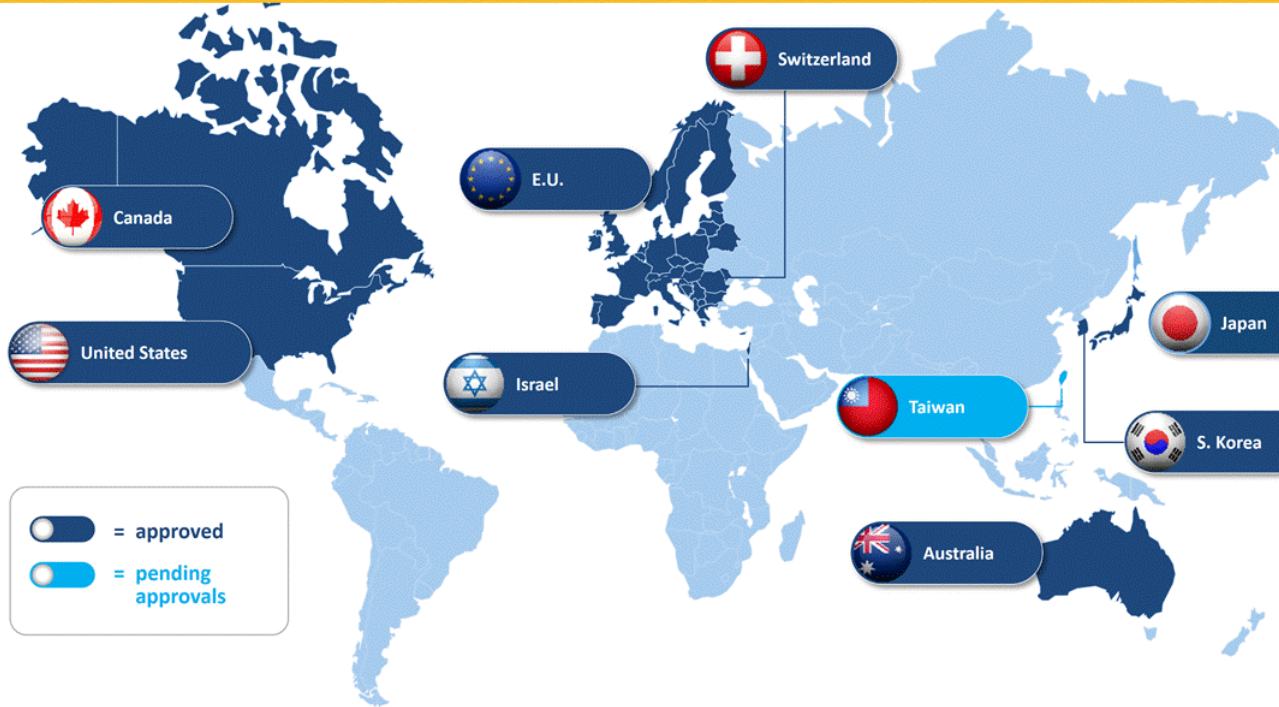 Switzerland
E.U.
Canada
Japan
United States
Israel
Taiwan
S. Korea
= approved
Australia
= pending
approvals